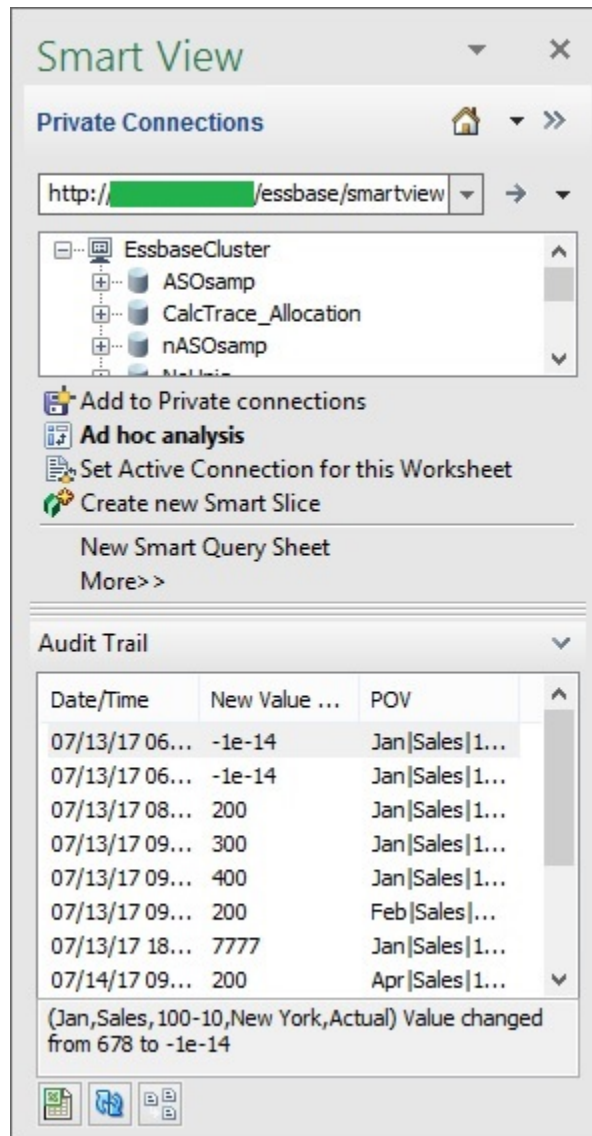 Smart View
Private Connections
http:// /essbase/smartview
EssbaseCluster
ASOsamp
CalcTrace_Allocation
nASOsamp
Add to Private connections
Ad hoc analysis
Set Active Connection for this Worksheet
Create new Smart Slice
New Smart Query Sheet
More>>
Audit Trail
Date/Time New Value ... POV
07/13/17 06... -1e-14 Jan|Sales|1...
07/13/17 06... -1e-14 Jan|Sales|1...
07/13/17 08... 200 Jan|Sales|1...
07/13/17 09... 300 Jan|Sales|1...
07/13/17 09... 400 Jan|Sales|1...
07/13/17 09... 200 Feb|Sales|...
07/13/17 18... 7777 Jan|Sales|1...
07/14/17 09... 200 Apr|Sales|1...
(Jan,Sales,100-10,New York,Actual) Value changed
from 678 to -1e-14